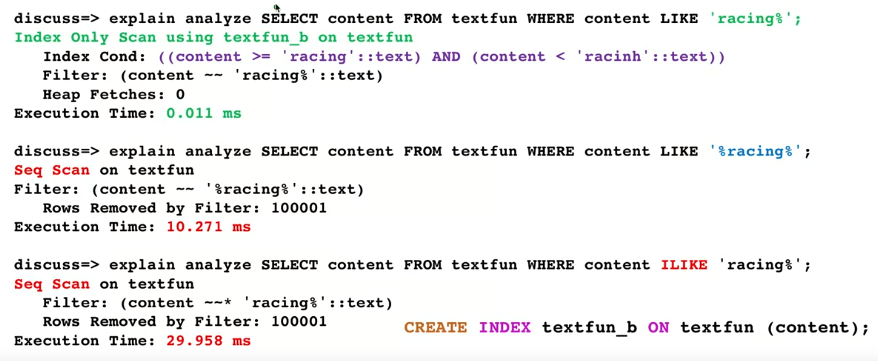 discuss=> explain analyze SELECT content FROM textfun WHERE content LIKE 'racing%';
Index Only Scan using textfun_b on textfun
Index Cond: ((content >= 'racing'::text) AND (content < 'racinh'::text))
Filter: (content ~~ 'racing%'::text)
Heap Fetches: 0
Execution Time: 0.011 ms
discuss=> explain analyze SELECT content FROM textfun WHERE content LIKE '%racing%';
Seq Scan on textfun
Filter: (content ~~ '%racing%'::text)
Rows Removed by Filter: 100001
Execution Time: 10.271 ms
discuss=> explain analyze SELECT content FROM textfun WHERE content ILIKE 'racing%';
Seq Scan on textfun
Filter: (content ~~* 'racing%'::text)
Rows Removed by Filter: 100001
Execution Time: 29.958 ms
CREATE INDEX textfun_b ON textfun (content);